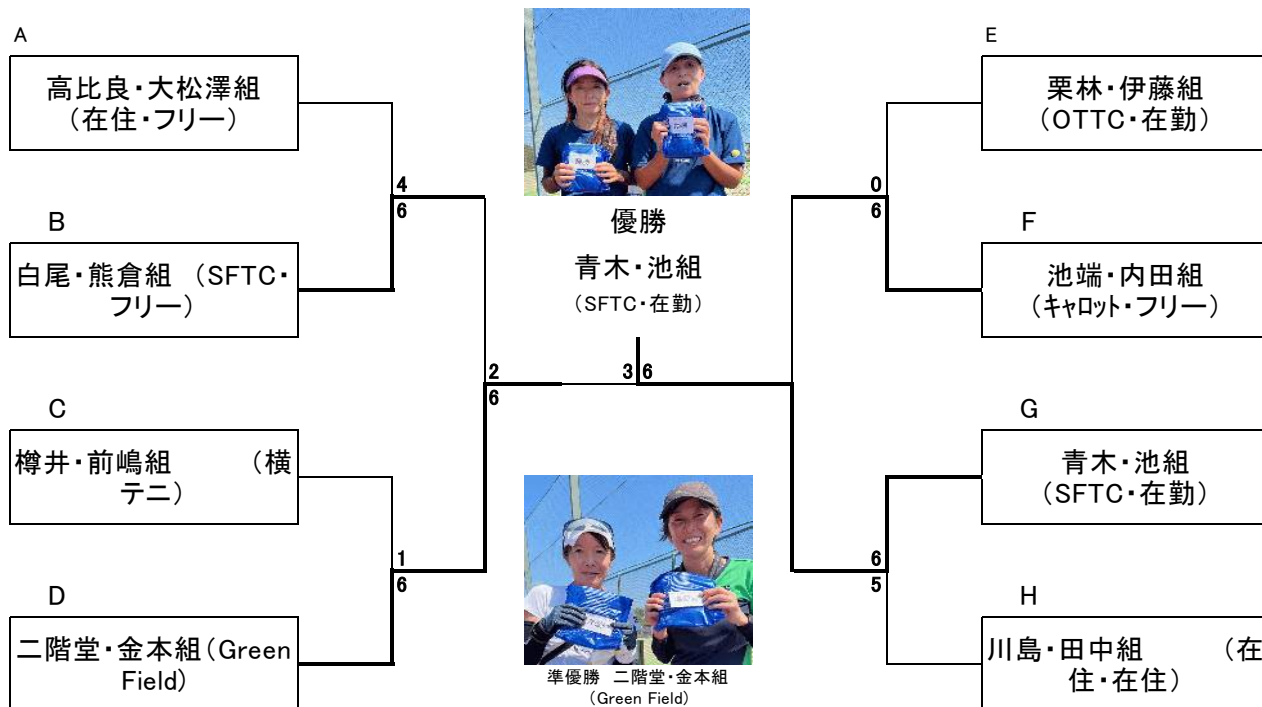 A
高比良・大松澤組
（在住・フリー）
4
6
B
白尾・熊倉組　（SFTC・
フリー）
2
6
C
樽井・前嶋組　　　（横
テニ）
1
6
D
二階堂・金本組（Green
Field）
優勝
青木・池組
（SFTC・在勤）
3 6
準優勝　二階堂・金本組
（Green Field）
E
栗林・伊藤組
（OTTC・在勤）
0
6
F
池端・内田組
（キャロット・フリー）
G
青木・池組
（SFTC・在勤）
6
5
H
川島・田中組　　　（在
住・在住）